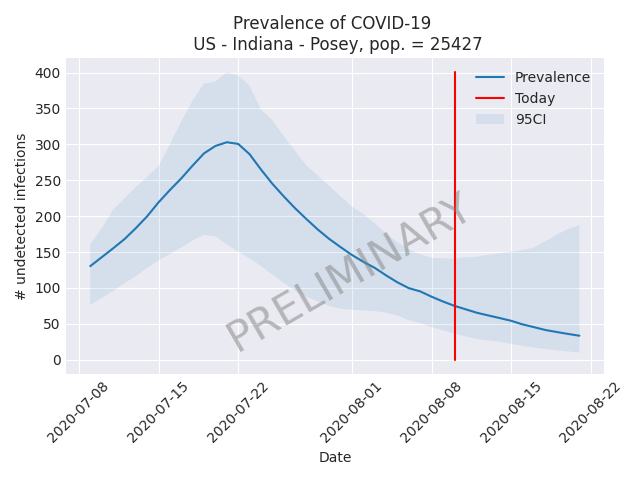 Prevalence of COVID-19
US - Indiana - Posey, pop. = 25427
400
350
300
250
200
150
100
50
0
# undetected infections
Prevalence
Today
95CI
PRELIMINARY
2020-07-08
2020-07-15
2020-07-22
2020-08-01
2020-08-08
2020-08-15
2020-08-22
Date